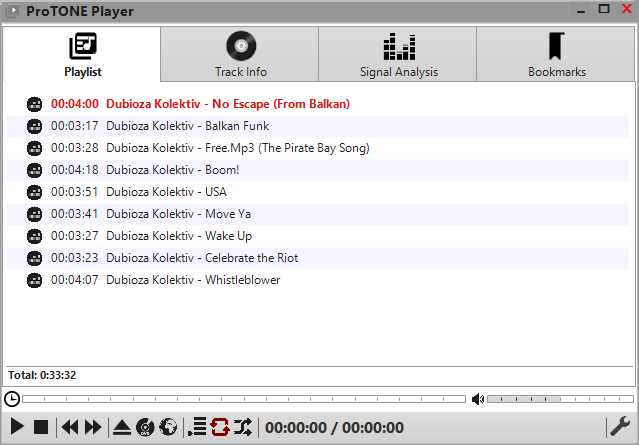 ProTONE Player
Playlist
Track Info
Signal Analysis
Bookmarks
00:04:00 Dubioza Kolektiv - No Escape (From Balkan)
00:03:17 Dubioza Kolektiv - Balkan Funk
00:03:28 Dubioza Kolektiv - Free.Mp3 (The Pirate Bay Song)
00:04:18 Dubioza Kolektiv - Boom!
00:03:51 Dubioza Kolektiv - USA
00:03:41 Dubioza Kolektiv - Move Ya
00:03:27 Dubioza Kolektiv - Wake Up
00:03:23 Dubioza Kolektiv - Celebrate the Riot
00:04:07 Dubioza Kolektiv - Whistleblower
Total: 0:33:32
00:00:00 / 00:00:00